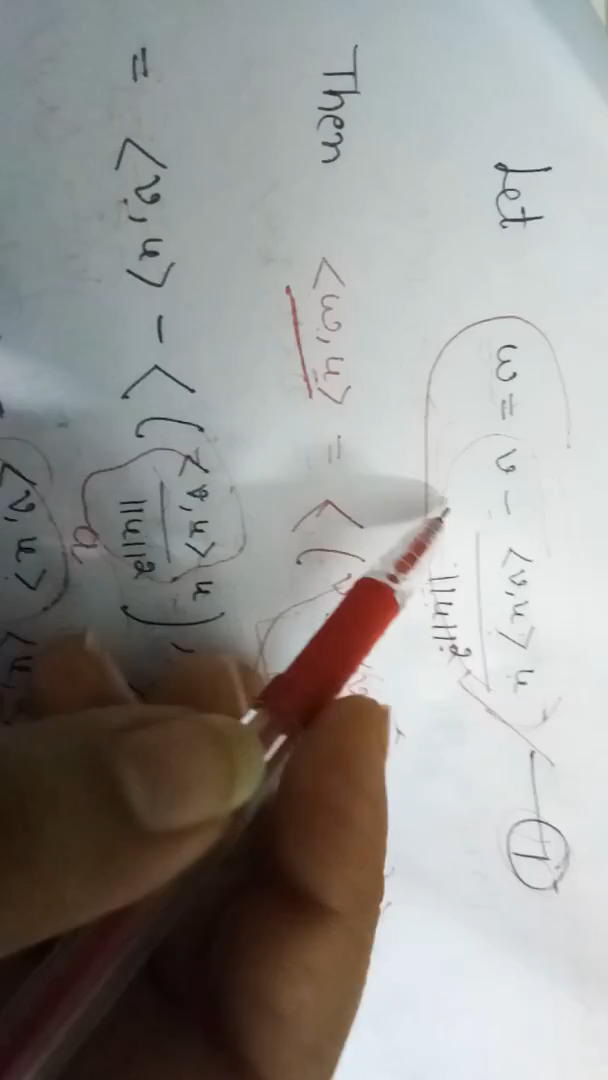 Let w = v - <v, u> u / ||u||² — ①
Then <w, u> = <(v
= <v, u> - <(<v, u> u / ||u||²),
a
<v, u> <u,